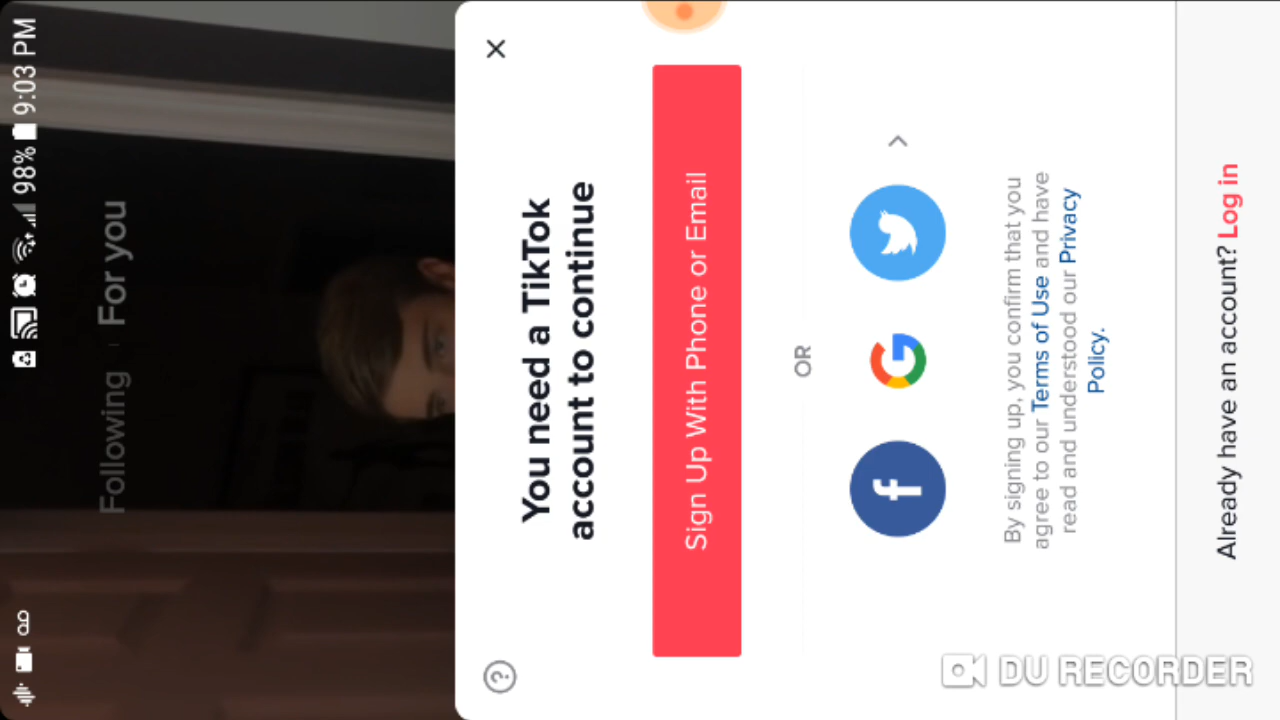 98% 9:03 PM
Following | For you
You need a TikTok
account to continue
Sign Up With Phone or Email
OR
By signing up, you confirm that you
agree to our Terms of Use and have
read and understood our Privacy
Policy.
Already have an account? Log in
DU RECORDER